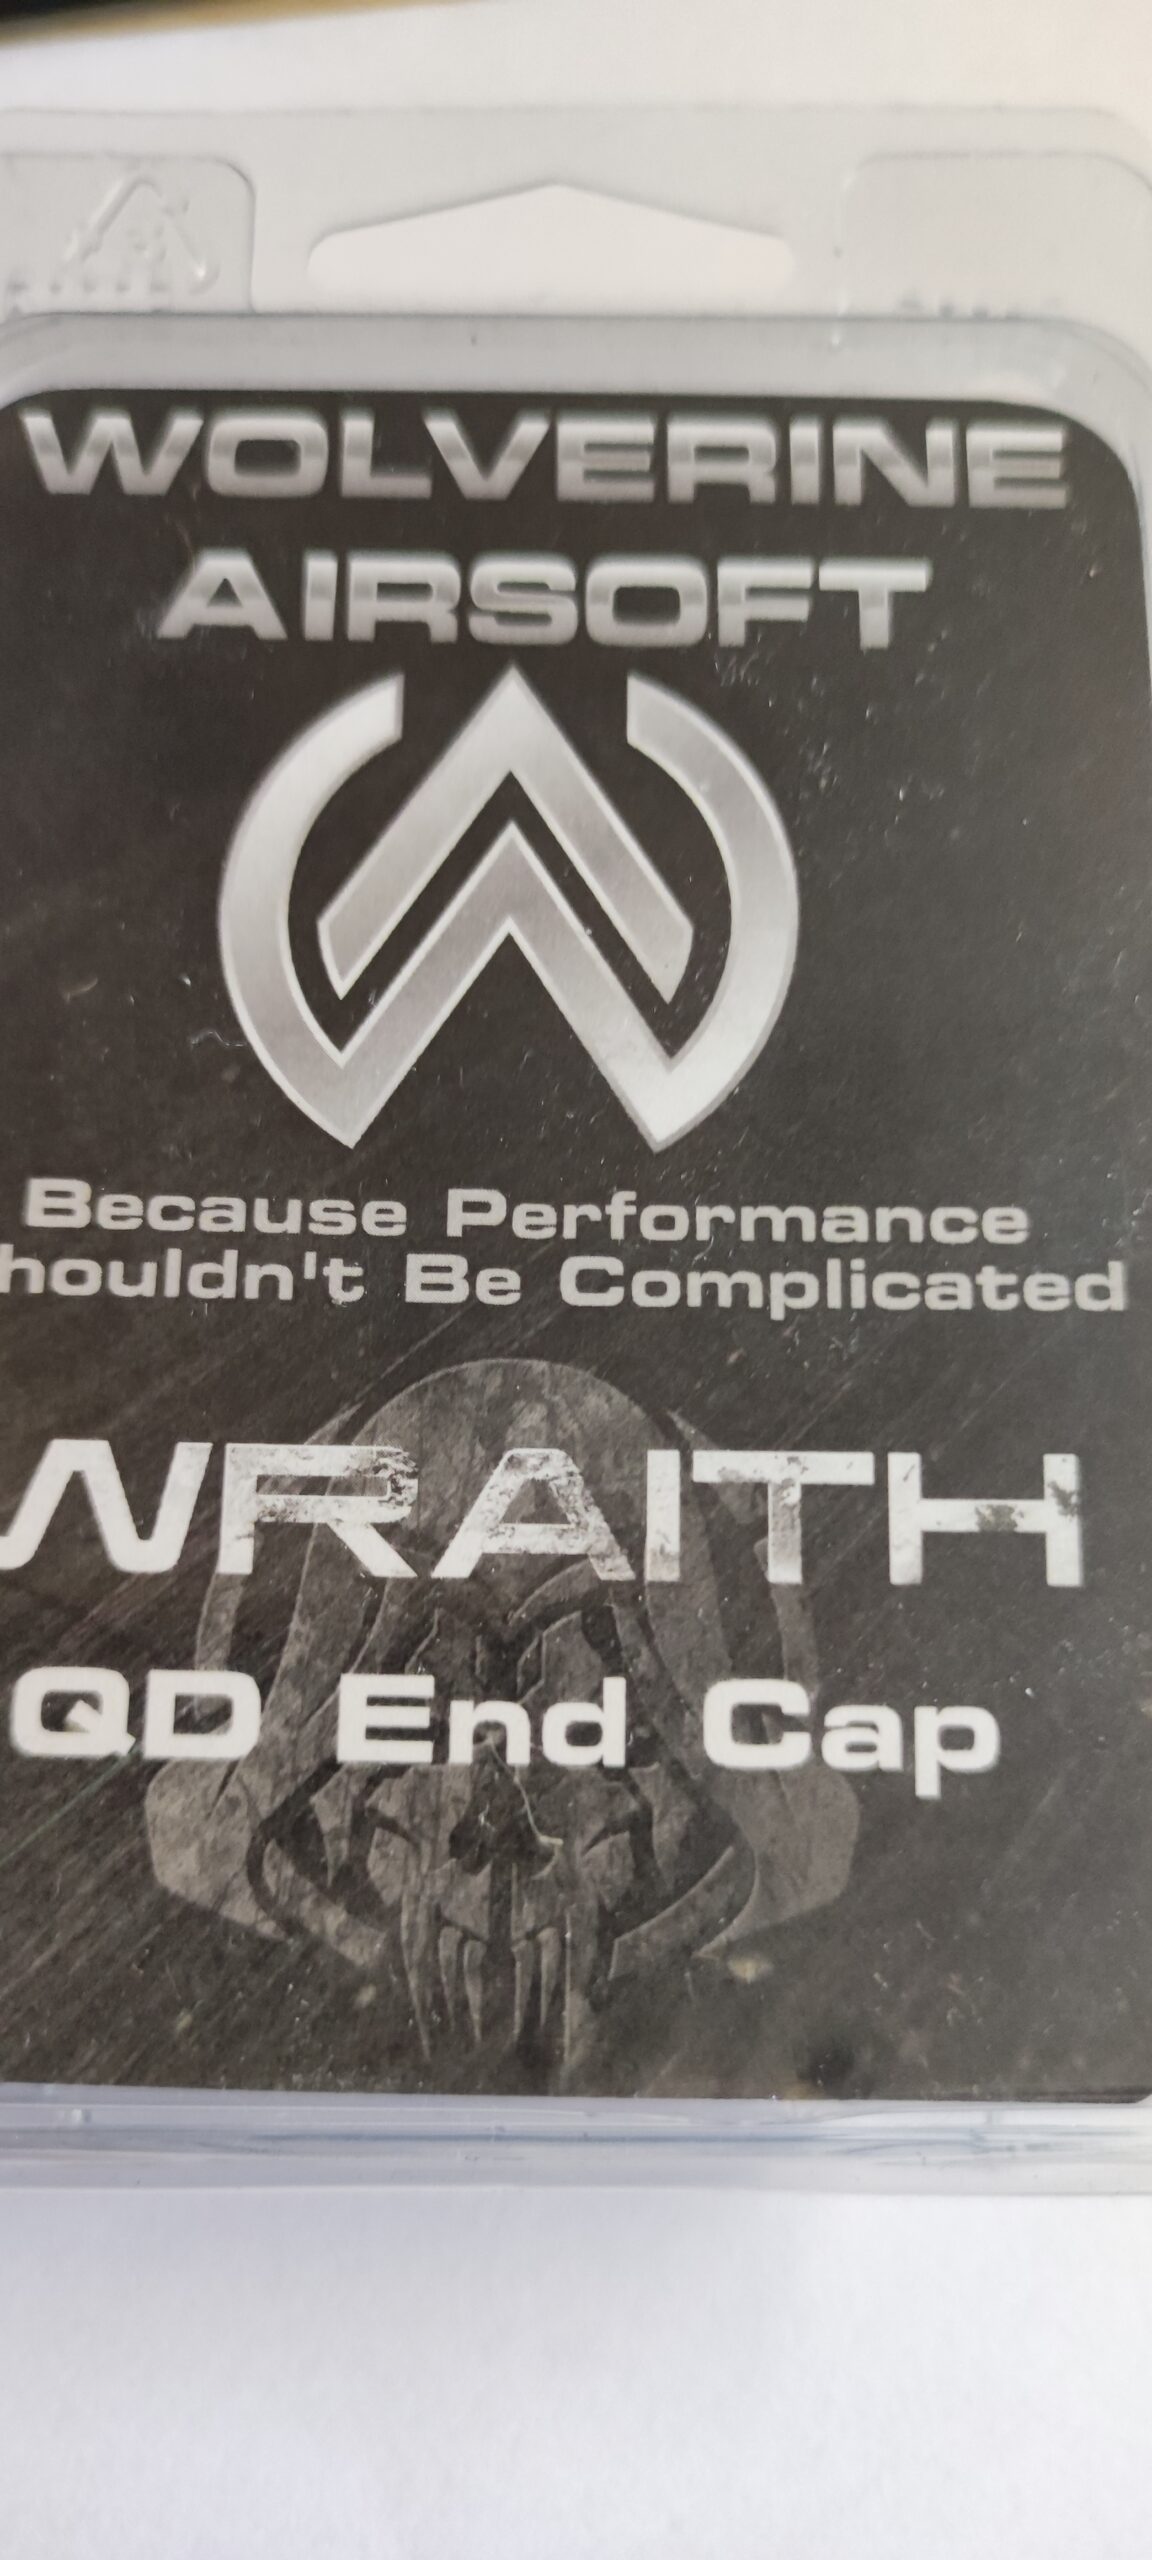 WOLVERINE
AIRSOFT
Because Performance
houldn't Be Complicated
WRAITH
QD End Cap